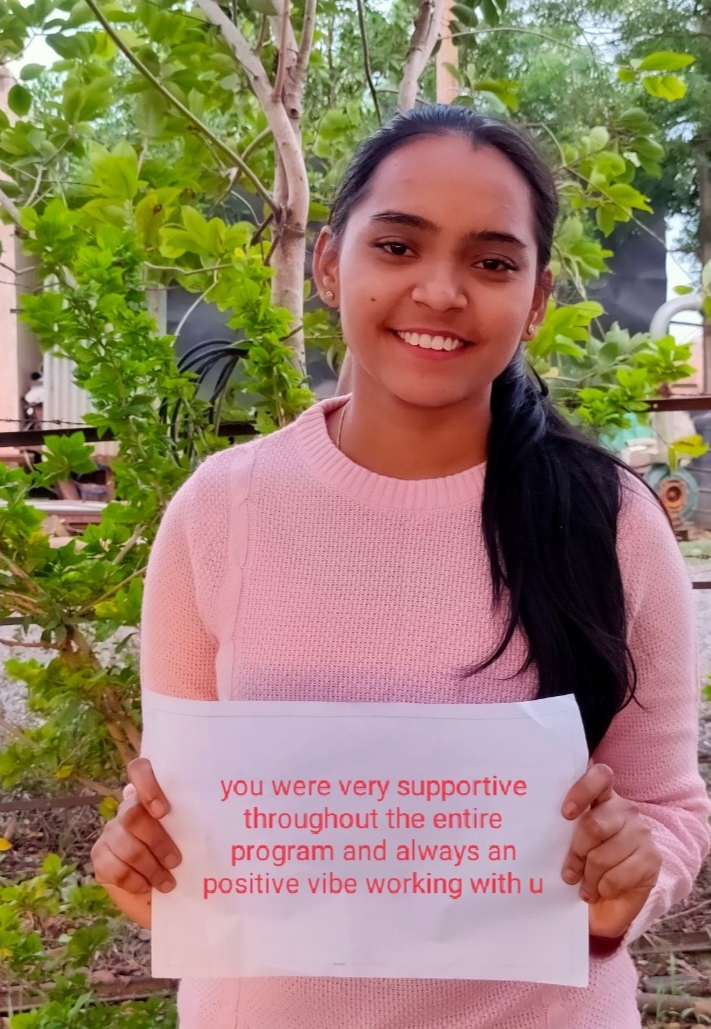 you were very supportive
throughout the entire
program and always an
positive vibe working with u